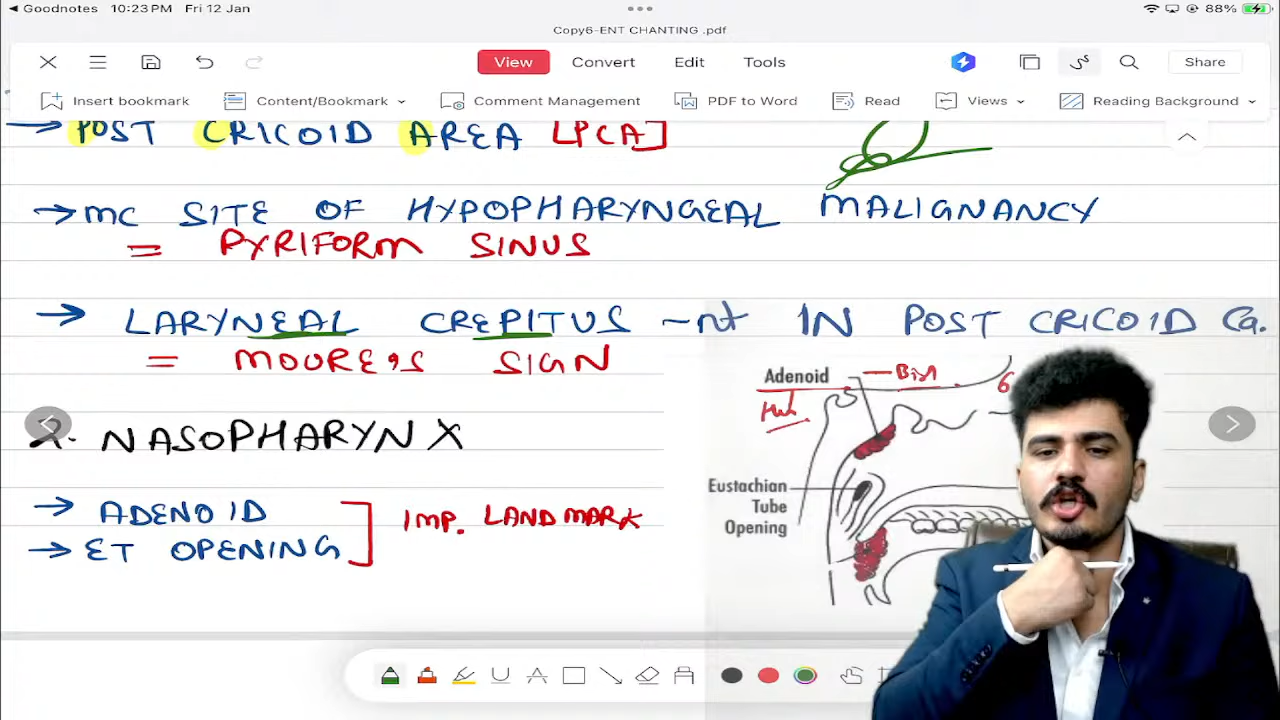 Goodnotes 10:23 PM Fri 12 Jan
88%
Copy6-ENT CHANTING .pdf
View Convert Edit Tools Share
Insert bookmark Content/Bookmark Comment Management PDF to Word Read Views Reading Background
→ POST CRICOID AREA [PCA]
→ mc SITE OF HYPOPHARYNGEAL MALIGNANCY
= PYRIFORM SINUS
→ LARYNEAL CREPITUS -nt IN POST CRICOID Ca.
= MOORE'S SIGN
Adenoid
2. NASOPHARYNX
Eustachian
Tube
Opening
→ ADENOID
→ ET OPENING
IMP. LANDMARK